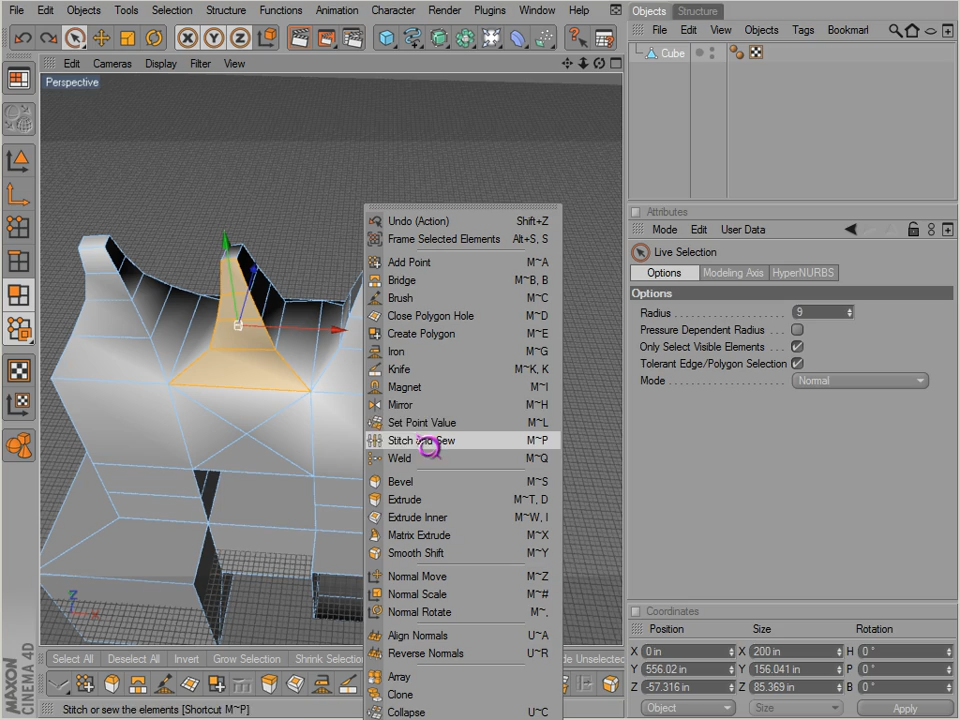 File Edit Objects Tools Selection Structure Functions Animation Character Render Plugins Window Help
Objects Structure
File Edit View Objects Tags Bookmark
Edit Cameras Display Filter View
Cube
Perspective
Undo (Action) Shift+Z
Frame Selected Elements Alt+S, S
Add Point M~A
Bridge M~B, B
Brush M~C
Close Polygon Hole M~D
Create Polygon M~E
Iron M~G
Knife M~K, K
Magnet M~I
Mirror M~H
Set Point Value M~L
Stitch and Sew M~P
Weld M~Q
Bevel M~S
Extrude M~T, D
Extrude Inner M~W, I
Matrix Extrude M~X
Smooth Shift M~Y
Normal Move M~Z
Normal Scale M~#
Normal Rotate M~,
Align Normals U~A
Reverse Normals U~R
Array
Clone
Collapse U~C
Attributes
Mode Edit User Data
Live Selection
Options Modeling Axis HyperNURBS
Options
Radius 9
Pressure Dependent Radius
Only Select Visible Elements
Tolerant Edge/Polygon Selection
Mode Normal
Coordinates
Position Size Rotation
X 0 in X 200 in H 0 °
Y 556.02 in Y 156.041 in P 0 °
Z -57.316 in Z 85.369 in B 0 °
Object Size Apply
Z
Select All Deselect All Invert Grow Selection Shrink Selection
Unselected
Stitch or sew the elements [Shortcut M~P]
MAXON
CINEMA 4D